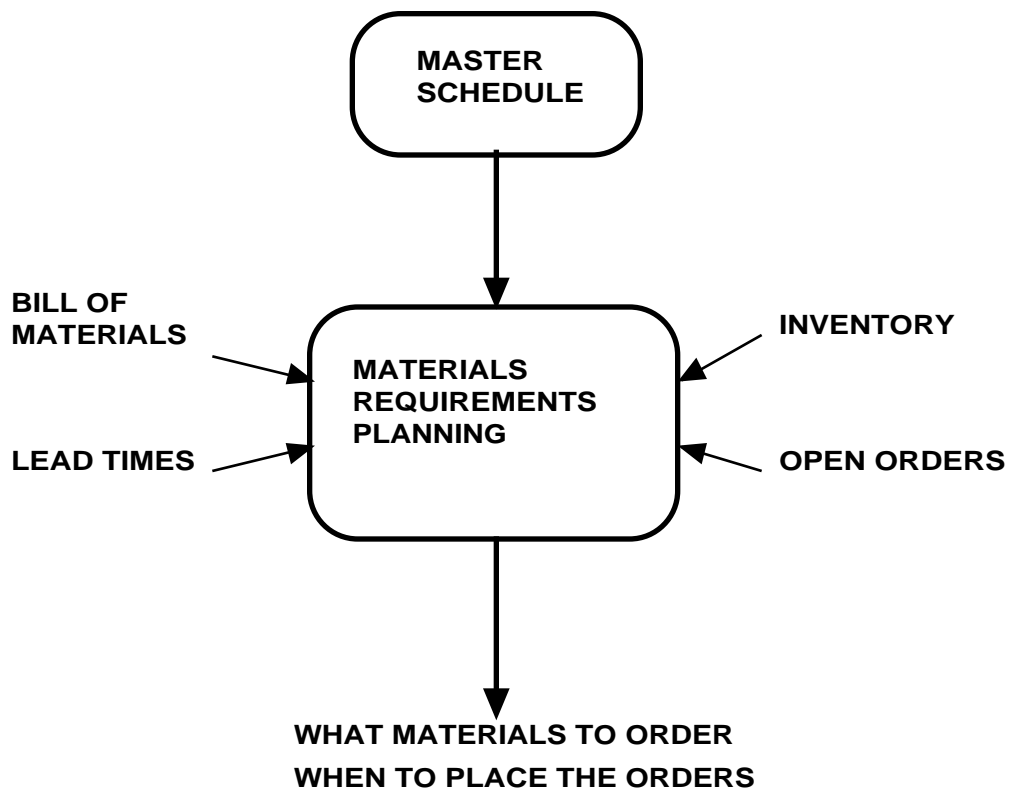 MASTER
SCHEDULE
BILL OF
MATERIALS
INVENTORY
MATERIALS
REQUIREMENTS
PLANNING
LEAD TIMES
OPEN ORDERS
WHAT MATERIALS TO ORDER
WHEN TO PLACE THE ORDERS